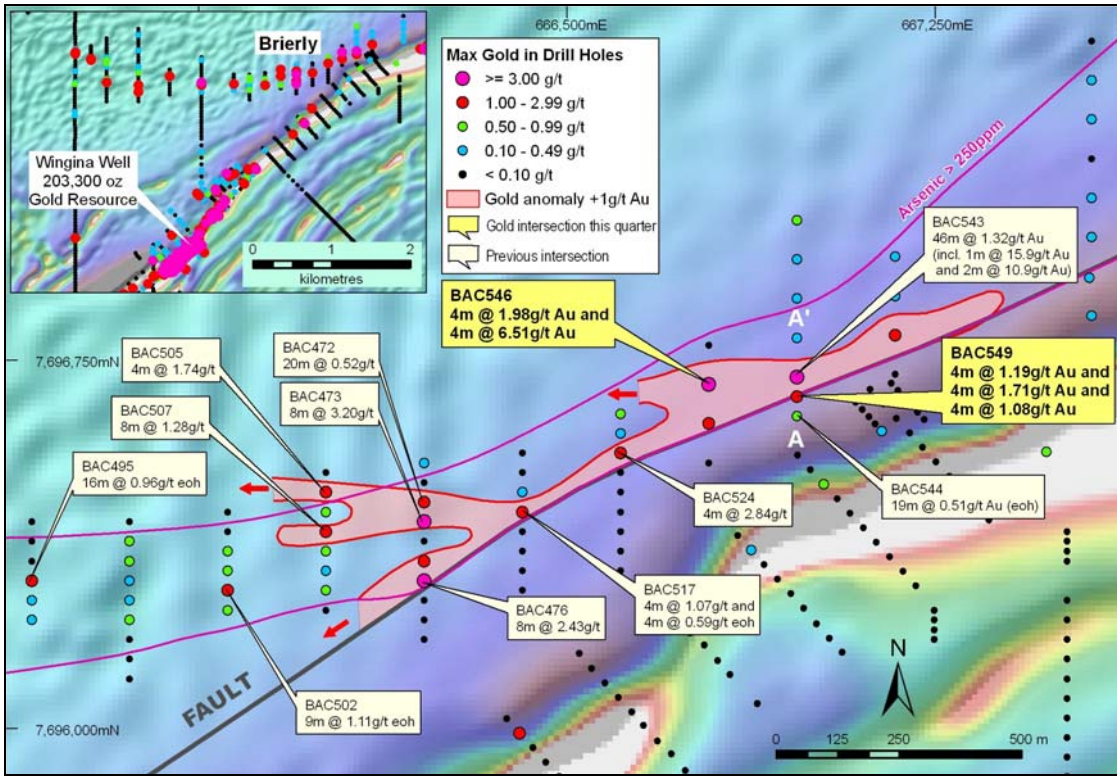 Brierly
Wingina Well
203,300 oz
Gold Resource
0 1 2
kilometres
666,500mE
667,250mE
Max Gold in Drill Holes
>= 3.00 g/t
1.00 - 2.99 g/t
0.50 - 0.99 g/t
0.10 - 0.49 g/t
< 0.10 g/t
Gold anomaly +1g/t Au
Gold intersection this quarter
Previous intersection
Arsenic > 250ppm
BAC543
46m @ 1.32g/t Au
(incl. 1m @ 15.9g/t Au
and 2m @ 10.9g/t Au)
BAC546
4m @ 1.98g/t Au and
4m @ 6.51g/t Au
A'
7,696,750mN
BAC505
4m @ 1.74g/t
BAC472
20m @ 0.52g/t
BAC549
4m @ 1.19g/t Au and
4m @ 1.71g/t Au and
4m @ 1.08g/t Au
BAC507
8m @ 1.28g/t
BAC473
8m @ 3.20g/t
A
BAC495
16m @ 0.96g/t eoh
BAC524
4m @ 2.84g/t
BAC544
19m @ 0.51g/t Au (eoh)
BAC476
8m @ 2.43g/t
BAC517
4m @ 1.07g/t and
4m @ 0.59g/t eoh
FAULT
BAC502
9m @ 1.11g/t eoh
N
7,696,000mN
0 125 250 500 m